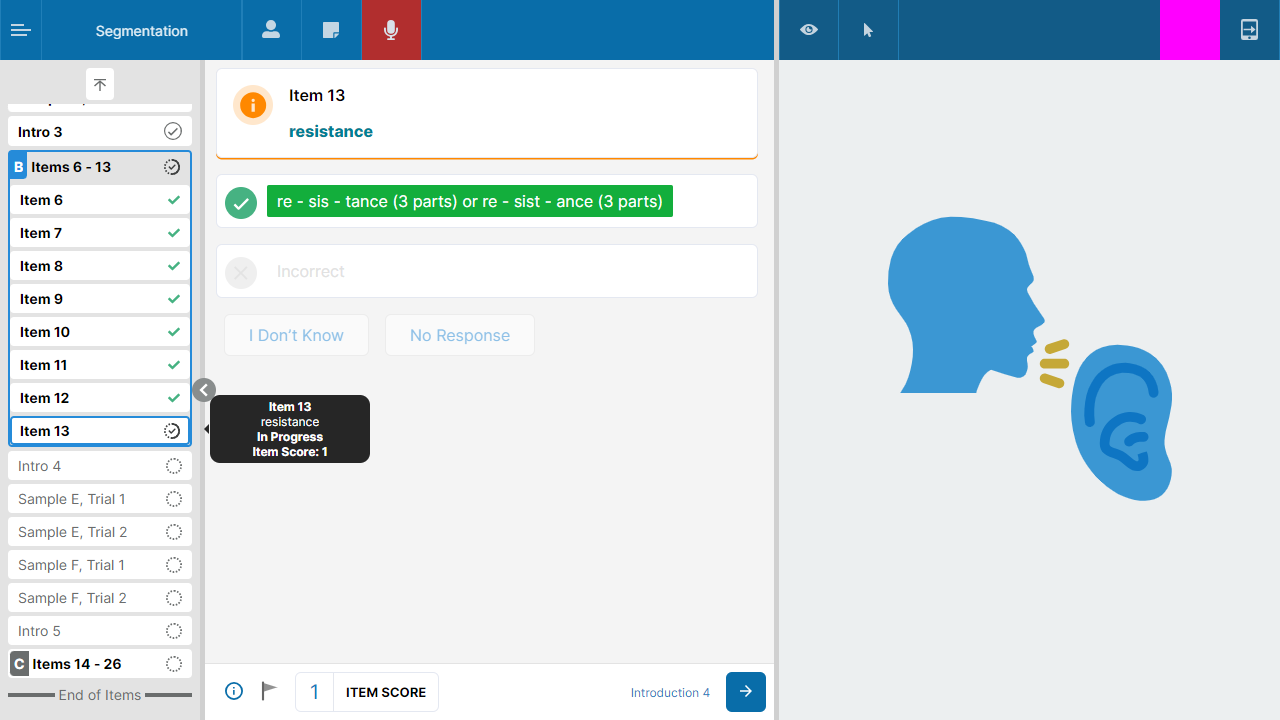 Segmentation
Intro 3
B Items 6 - 13
Item 6
Item 7
Item 8
Item 9
Item 10
Item 11
Item 12
Item 13
Intro 4
Sample E, Trial 1
Sample E, Trial 2
Sample F, Trial 1
Sample F, Trial 2
Intro 5
C Items 14 - 26
End of Items
Item 13
resistance
re - sis - tance (3 parts) or re - sist - ance (3 parts)
Incorrect
I Don’t Know No Response
Item 13
resistance
In Progress
Item Score: 1
1 ITEM SCORE Introduction 4